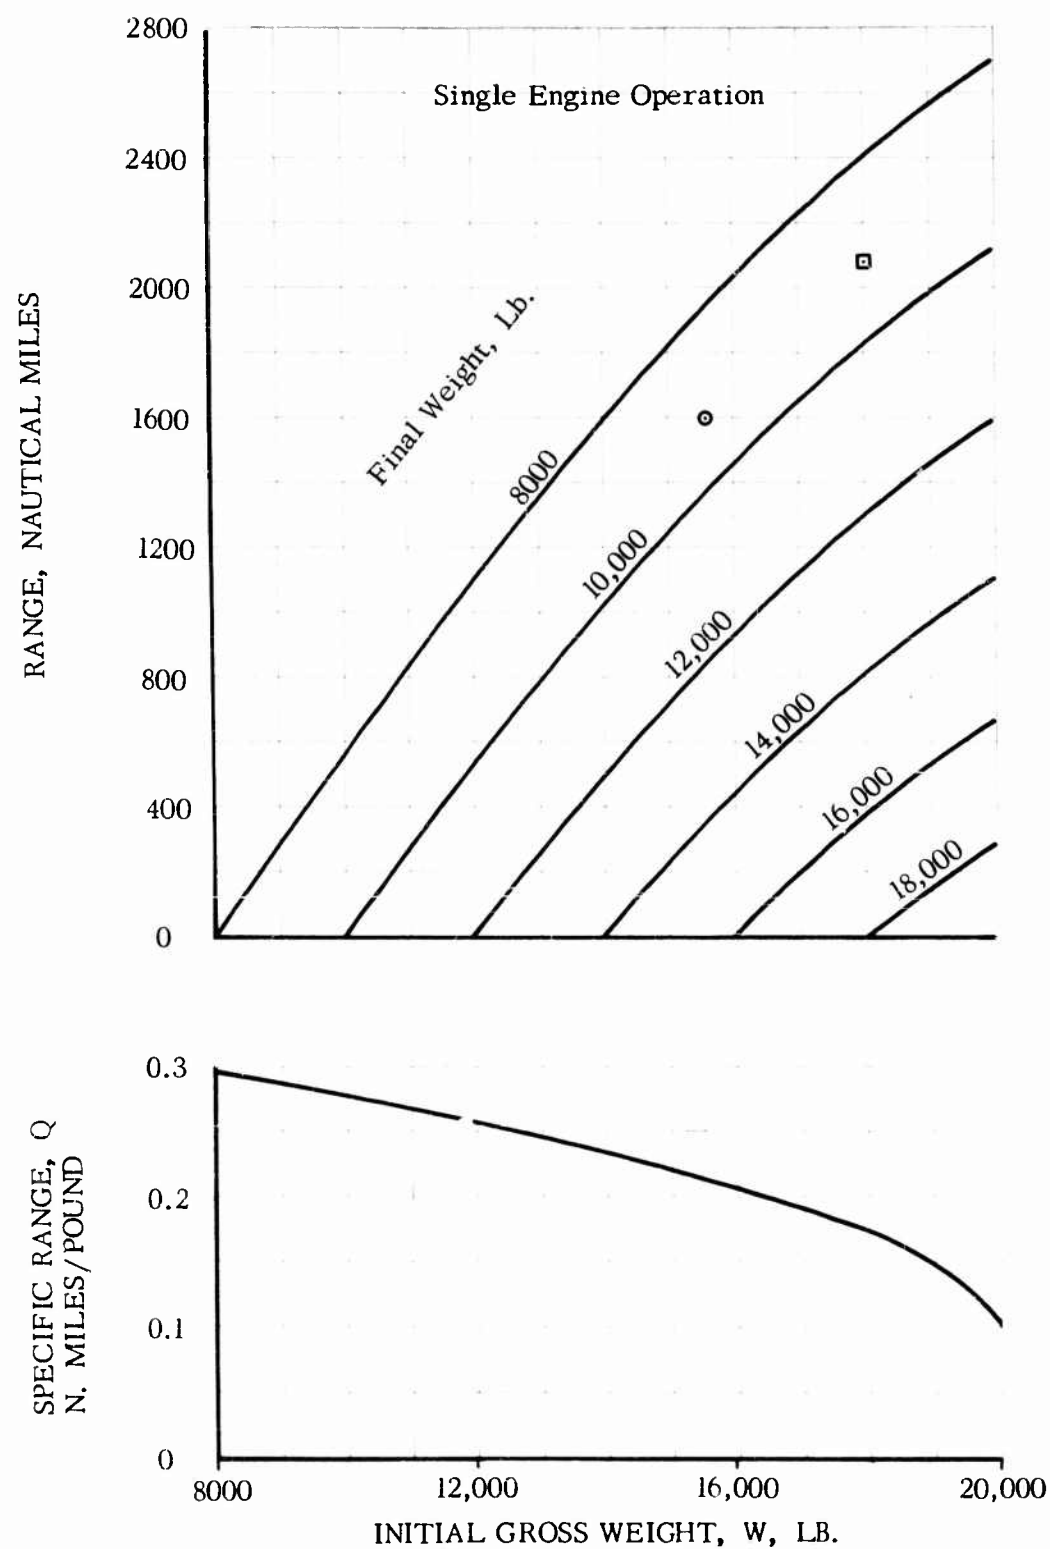 2800
Single Engine Operation
2400
2000
1600
1200
800
400
0
RANGE, NAUTICAL MILES
Final Weight, Lb.
8000
10,000
12,000
14,000
16,000
18,000
0.3
0.2
0.1
0
SPECIFIC RANGE, Q
N. MILES/POUND
8000 12,000 16,000 20,000
INITIAL GROSS WEIGHT, W, LB.